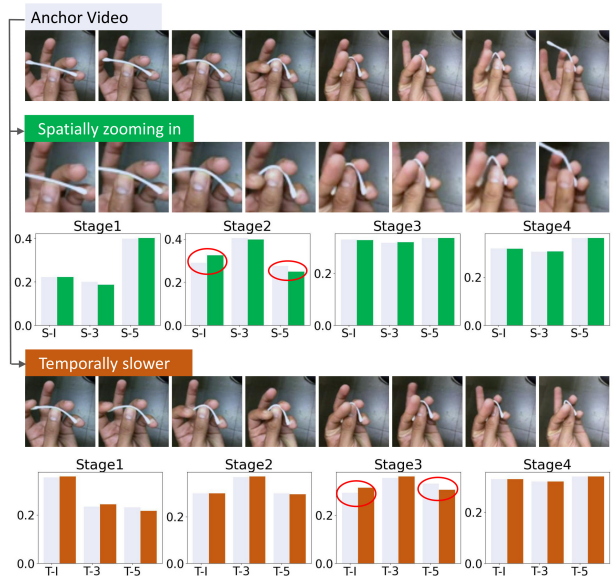 Anchor Video
Spatially zooming in
Stage1 Stage2 Stage3 Stage4
0.4 0.4
0.2 0.2 0.2 0.2
0.0 0.0 0.0 0.0
S-I S-3 S-5 S-I S-3 S-5 S-I S-3 S-5 S-I S-3 S-5
Temporally slower
Stage1 Stage2 Stage3 Stage4
0.2 0.2 0.2 0.2
0.0 0.0 0.0 0.0
T-I T-3 T-5 T-I T-3 T-5 T-I T-3 T-5 T-I T-3 T-5